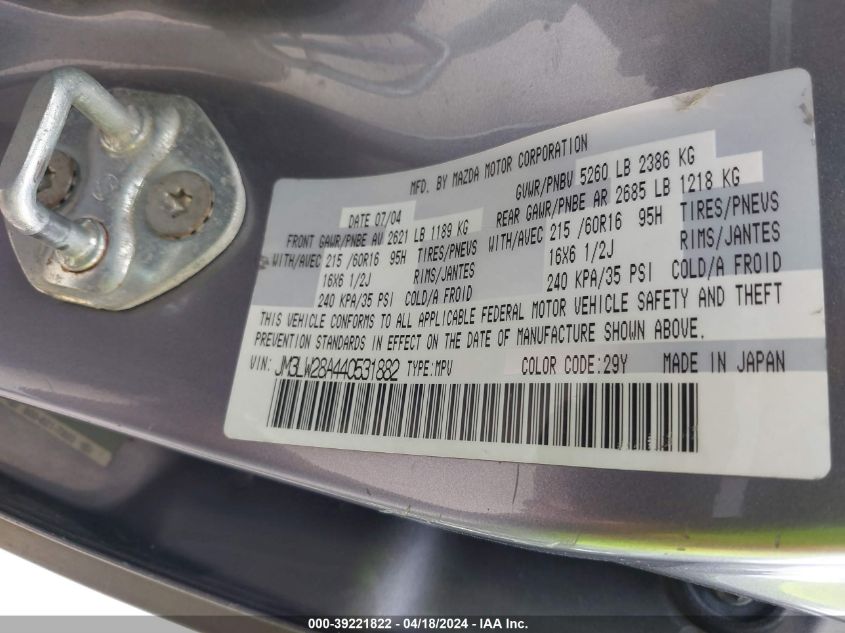 MFD. BY MAZDA MOTOR CORPORATION
DATE 07/04 GVWR/PNBV 5260 LB 2386 KG
FRONT GAWR/PNBE AV 2621 LB 1189 KG REAR GAWR/PNBE AR 2685 LB 1218 KG
WITH/AVEC 215 /60R16 95H TIRES/PNEVS WITH/AVEC 215 /60R16 95H TIRES/PNEVS
16X6 1/2J RIMS/JANTES 16X6 1/2J RIMS/JANTES
240 KPA/35 PSI COLD/A FROID 240 KPA/35 PSI COLD/A FROID
THIS VEHICLE CONFORMS TO ALL APPLICABLE FEDERAL MOTOR VEHICLE SAFETY AND THEFT
PREVENTION STANDARDS IN EFFECT ON THE DATE OF MANUFACTURE SHOWN ABOVE.
VIN: JM3LW28A440531882 TYPE:MPV COLOR CODE:29Y MADE IN JAPAN
000-39221822 - 04/18/2024 - IAA Inc.